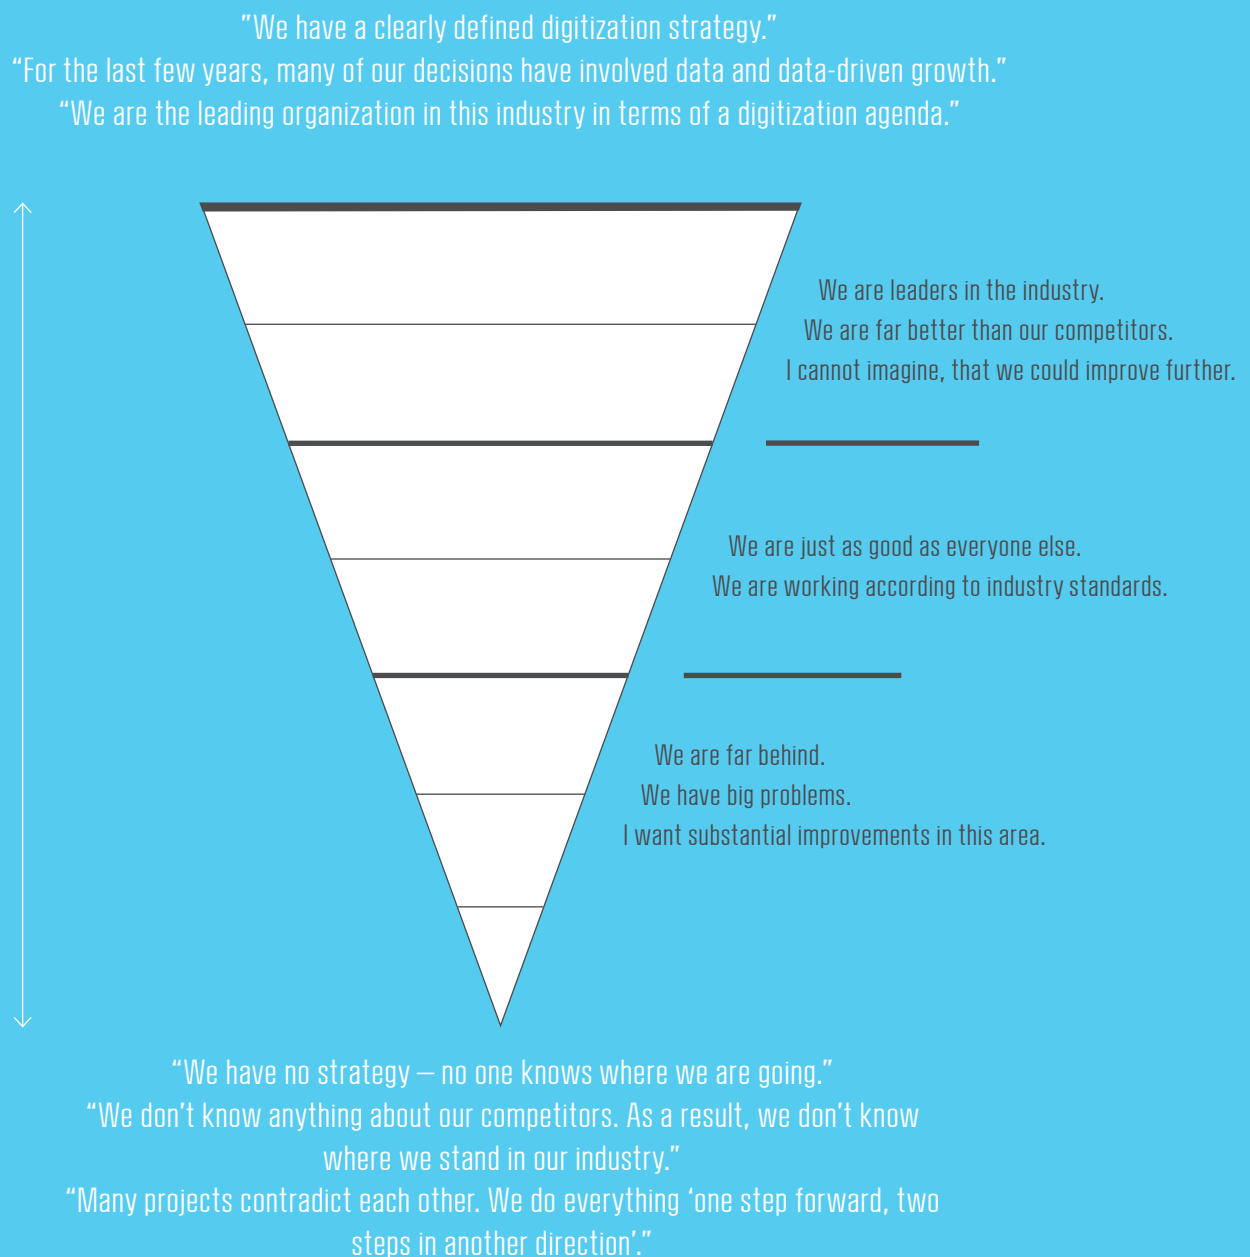 "We have a clearly defined digitization strategy."
“For the last few years, many of our decisions have involved data and data-driven growth.”
“We are the leading organization in this industry in terms of a digitization agenda.”
We are leaders in the industry.
We are far better than our competitors.
I cannot imagine, that we could improve further.
We are just as good as everyone else.
We are working according to industry standards.
We are far behind.
We have big problems.
I want substantial improvements in this area.
“We have no strategy – no one knows where we are going.”
“We don’t know anything about our competitors. As a result, we don’t know
where we stand in our industry.”
“Many projects contradict each other. We do everything ‘one step forward, two
steps in another direction’.”